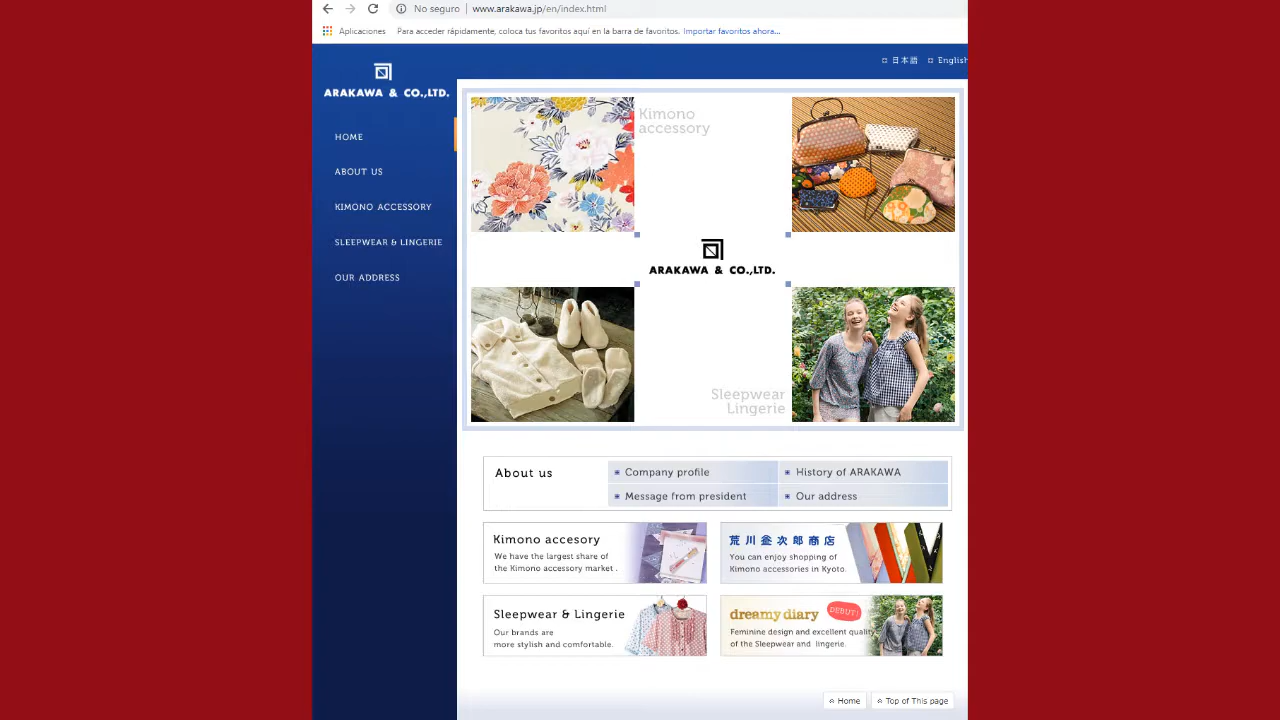 No seguro
www.arakawa.jp/en/index.html
Aplicaciones
Para acceder rápidamente, coloca tus favoritos aquí en la barra de favoritos. Importar favoritos ahora...
日本語
English
ARAKAWA & CO.,LTD.
HOME
ABOUT US
KIMONO ACCESSORY
SLEEPWEAR & LINGERIE
OUR ADDRESS
Kimono
accessory
ARAKAWA & CO.,LTD.
Sleepwear
Lingerie
About us
Company profile
History of ARAKAWA
Message from president
Our address
Kimono accesory
We have the largest share of
the Kimono accessory market .
荒川益次郎商店
You can enjoy shopping of
Kimono accessories in Kyoto.
Sleepwear & Lingerie
Our brands are
more stylish and comfortable.
dreamy diary
DEBUT!
Feminine design and excellent quality
of the Sleepwear and lingerie.
Home
Top of This page